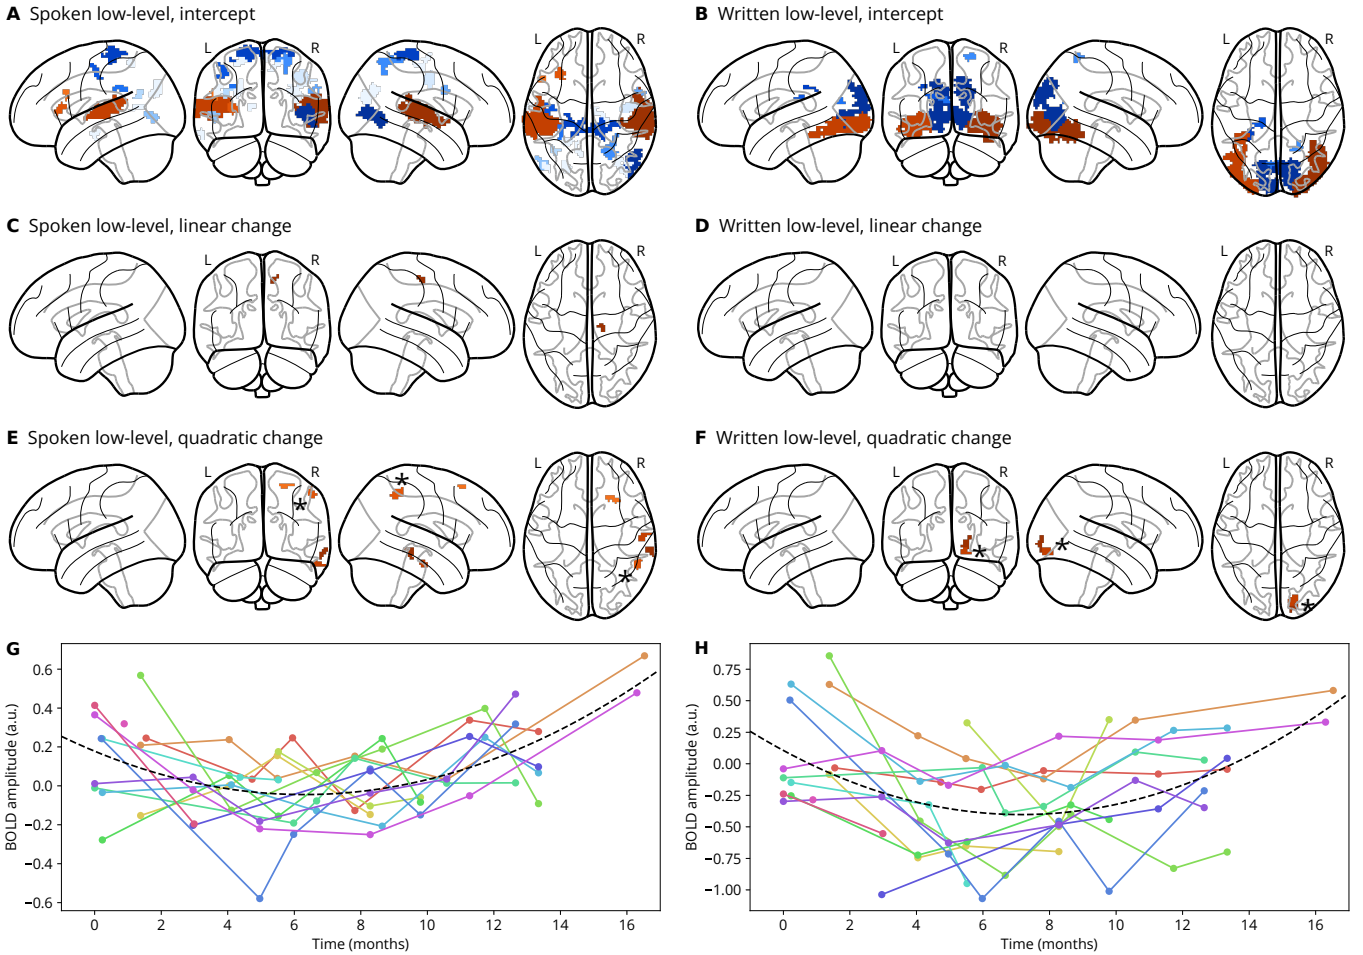 A Spoken low-level, intercept
L R L R
B Written low-level, intercept
L R L R
C Spoken low-level, linear change
L R L R
D Written low-level, linear change
L R L R
E Spoken low-level, quadratic change
L R L R
* * *
F Written low-level, quadratic change
L R L R
* * *
G
BOLD amplitude (a.u.)
0.6
0.4
0.2
0.0
−0.2
−0.4
−0.6
0 2 4 6 8 10 12 14 16
Time (months)
H
BOLD amplitude (a.u.)
0.75
0.50
0.25
0.00
−0.25
−0.50
−0.75
−1.00
0 2 4 6 8 10 12 14 16
Time (months)